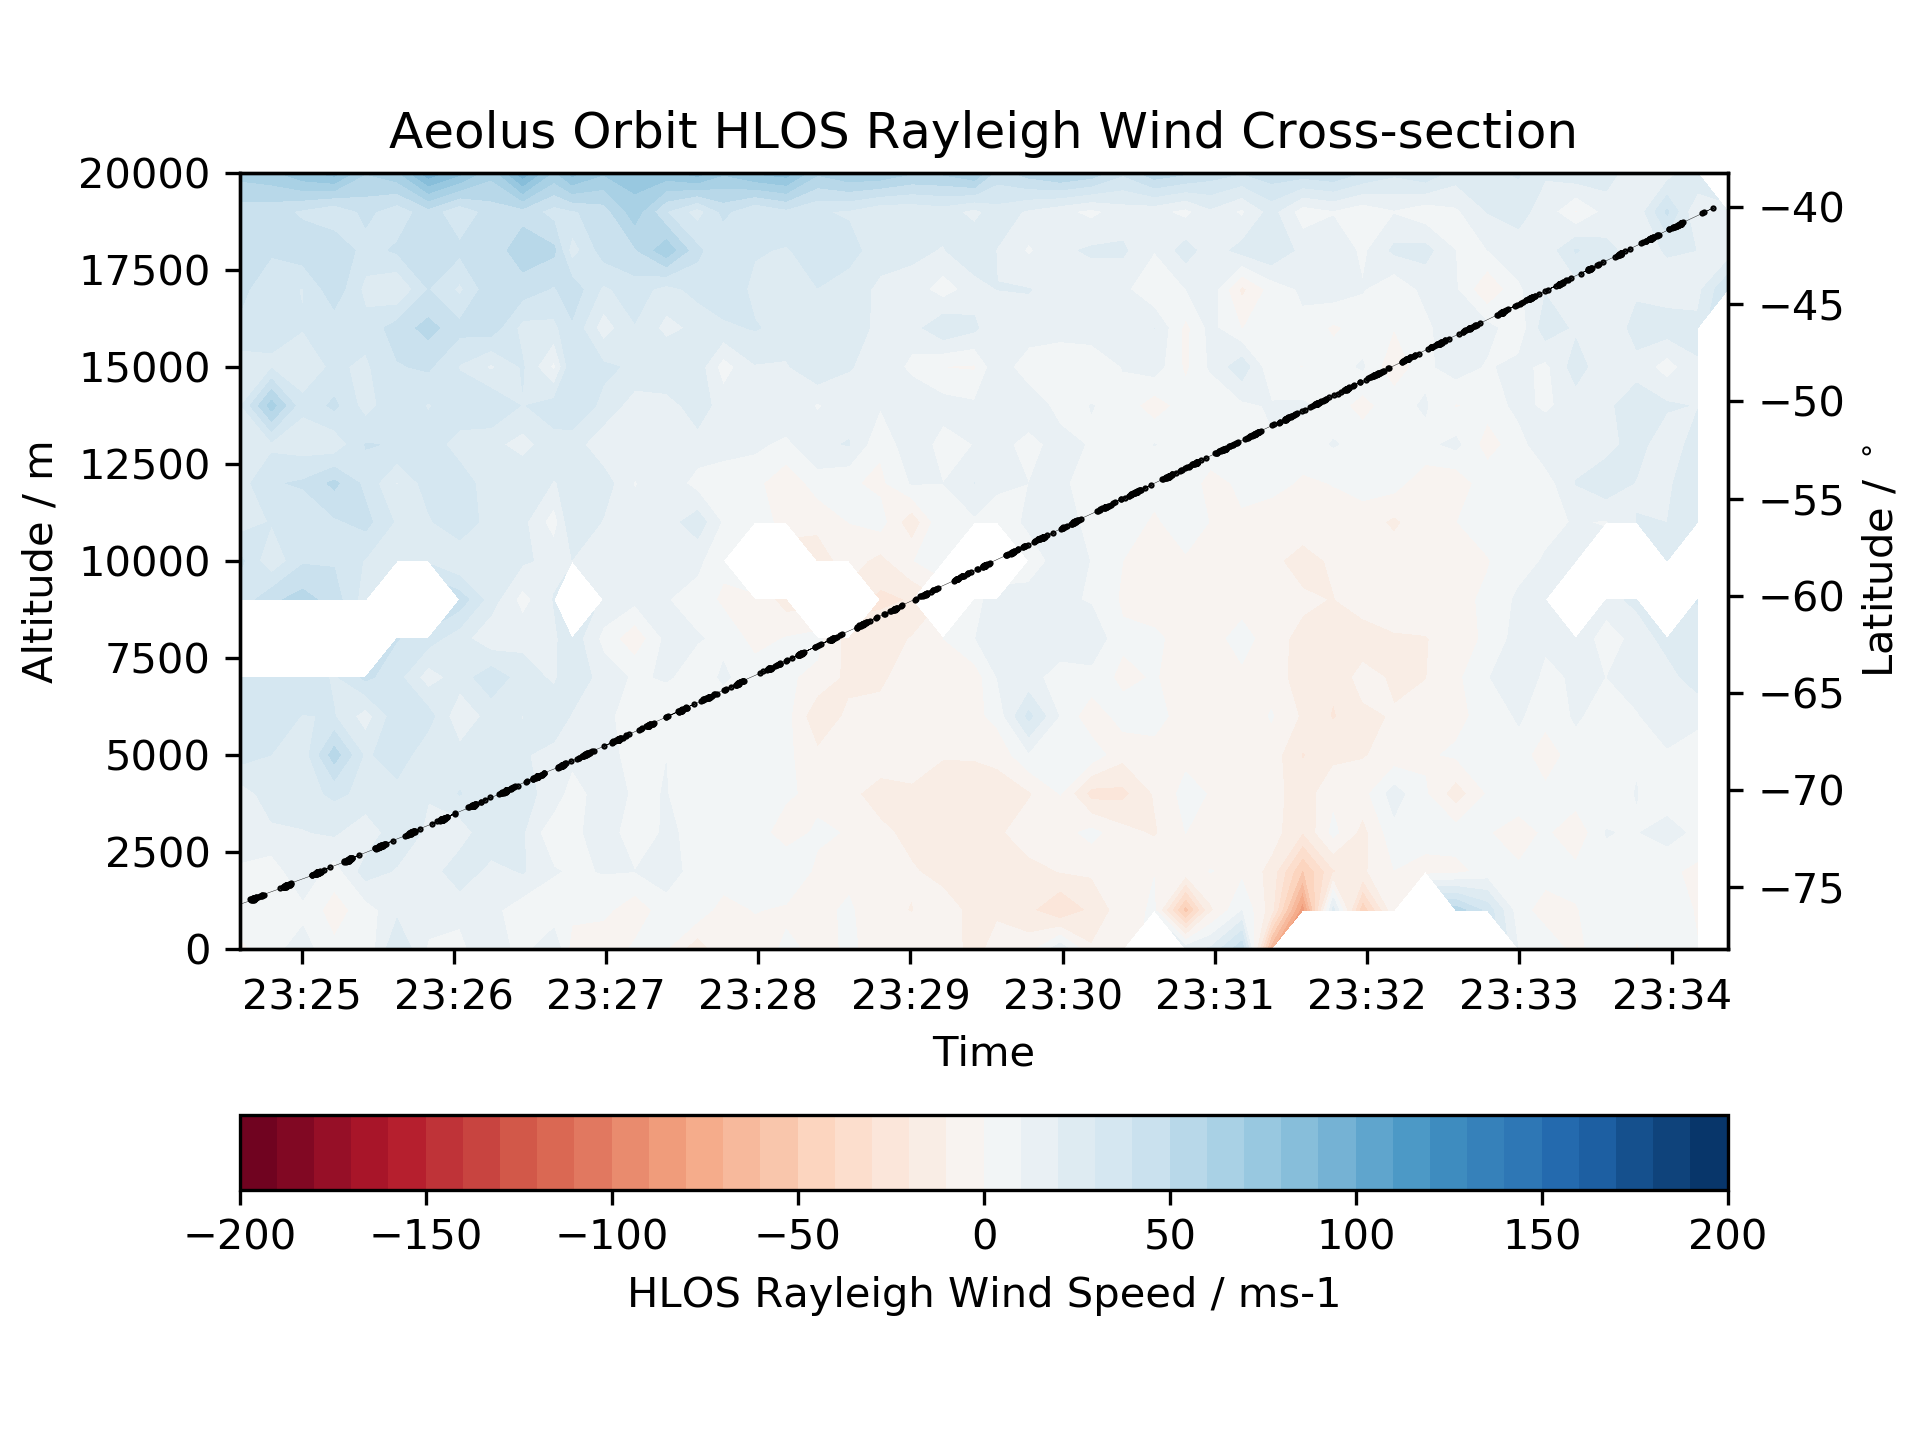 Aeolus Orbit HLOS Rayleigh Wind Cross-section
20000
17500
15000
12500
10000
7500
5000
2500
0
Altitude / m
−40
−45
−50
−55
−60
−65
−70
−75
Latitude / °
23:25 23:26 23:27 23:28 23:29 23:30 23:31 23:32 23:33 23:34
Time
−200 −150 −100 −50 0 50 100 150 200
HLOS Rayleigh Wind Speed / ms-1